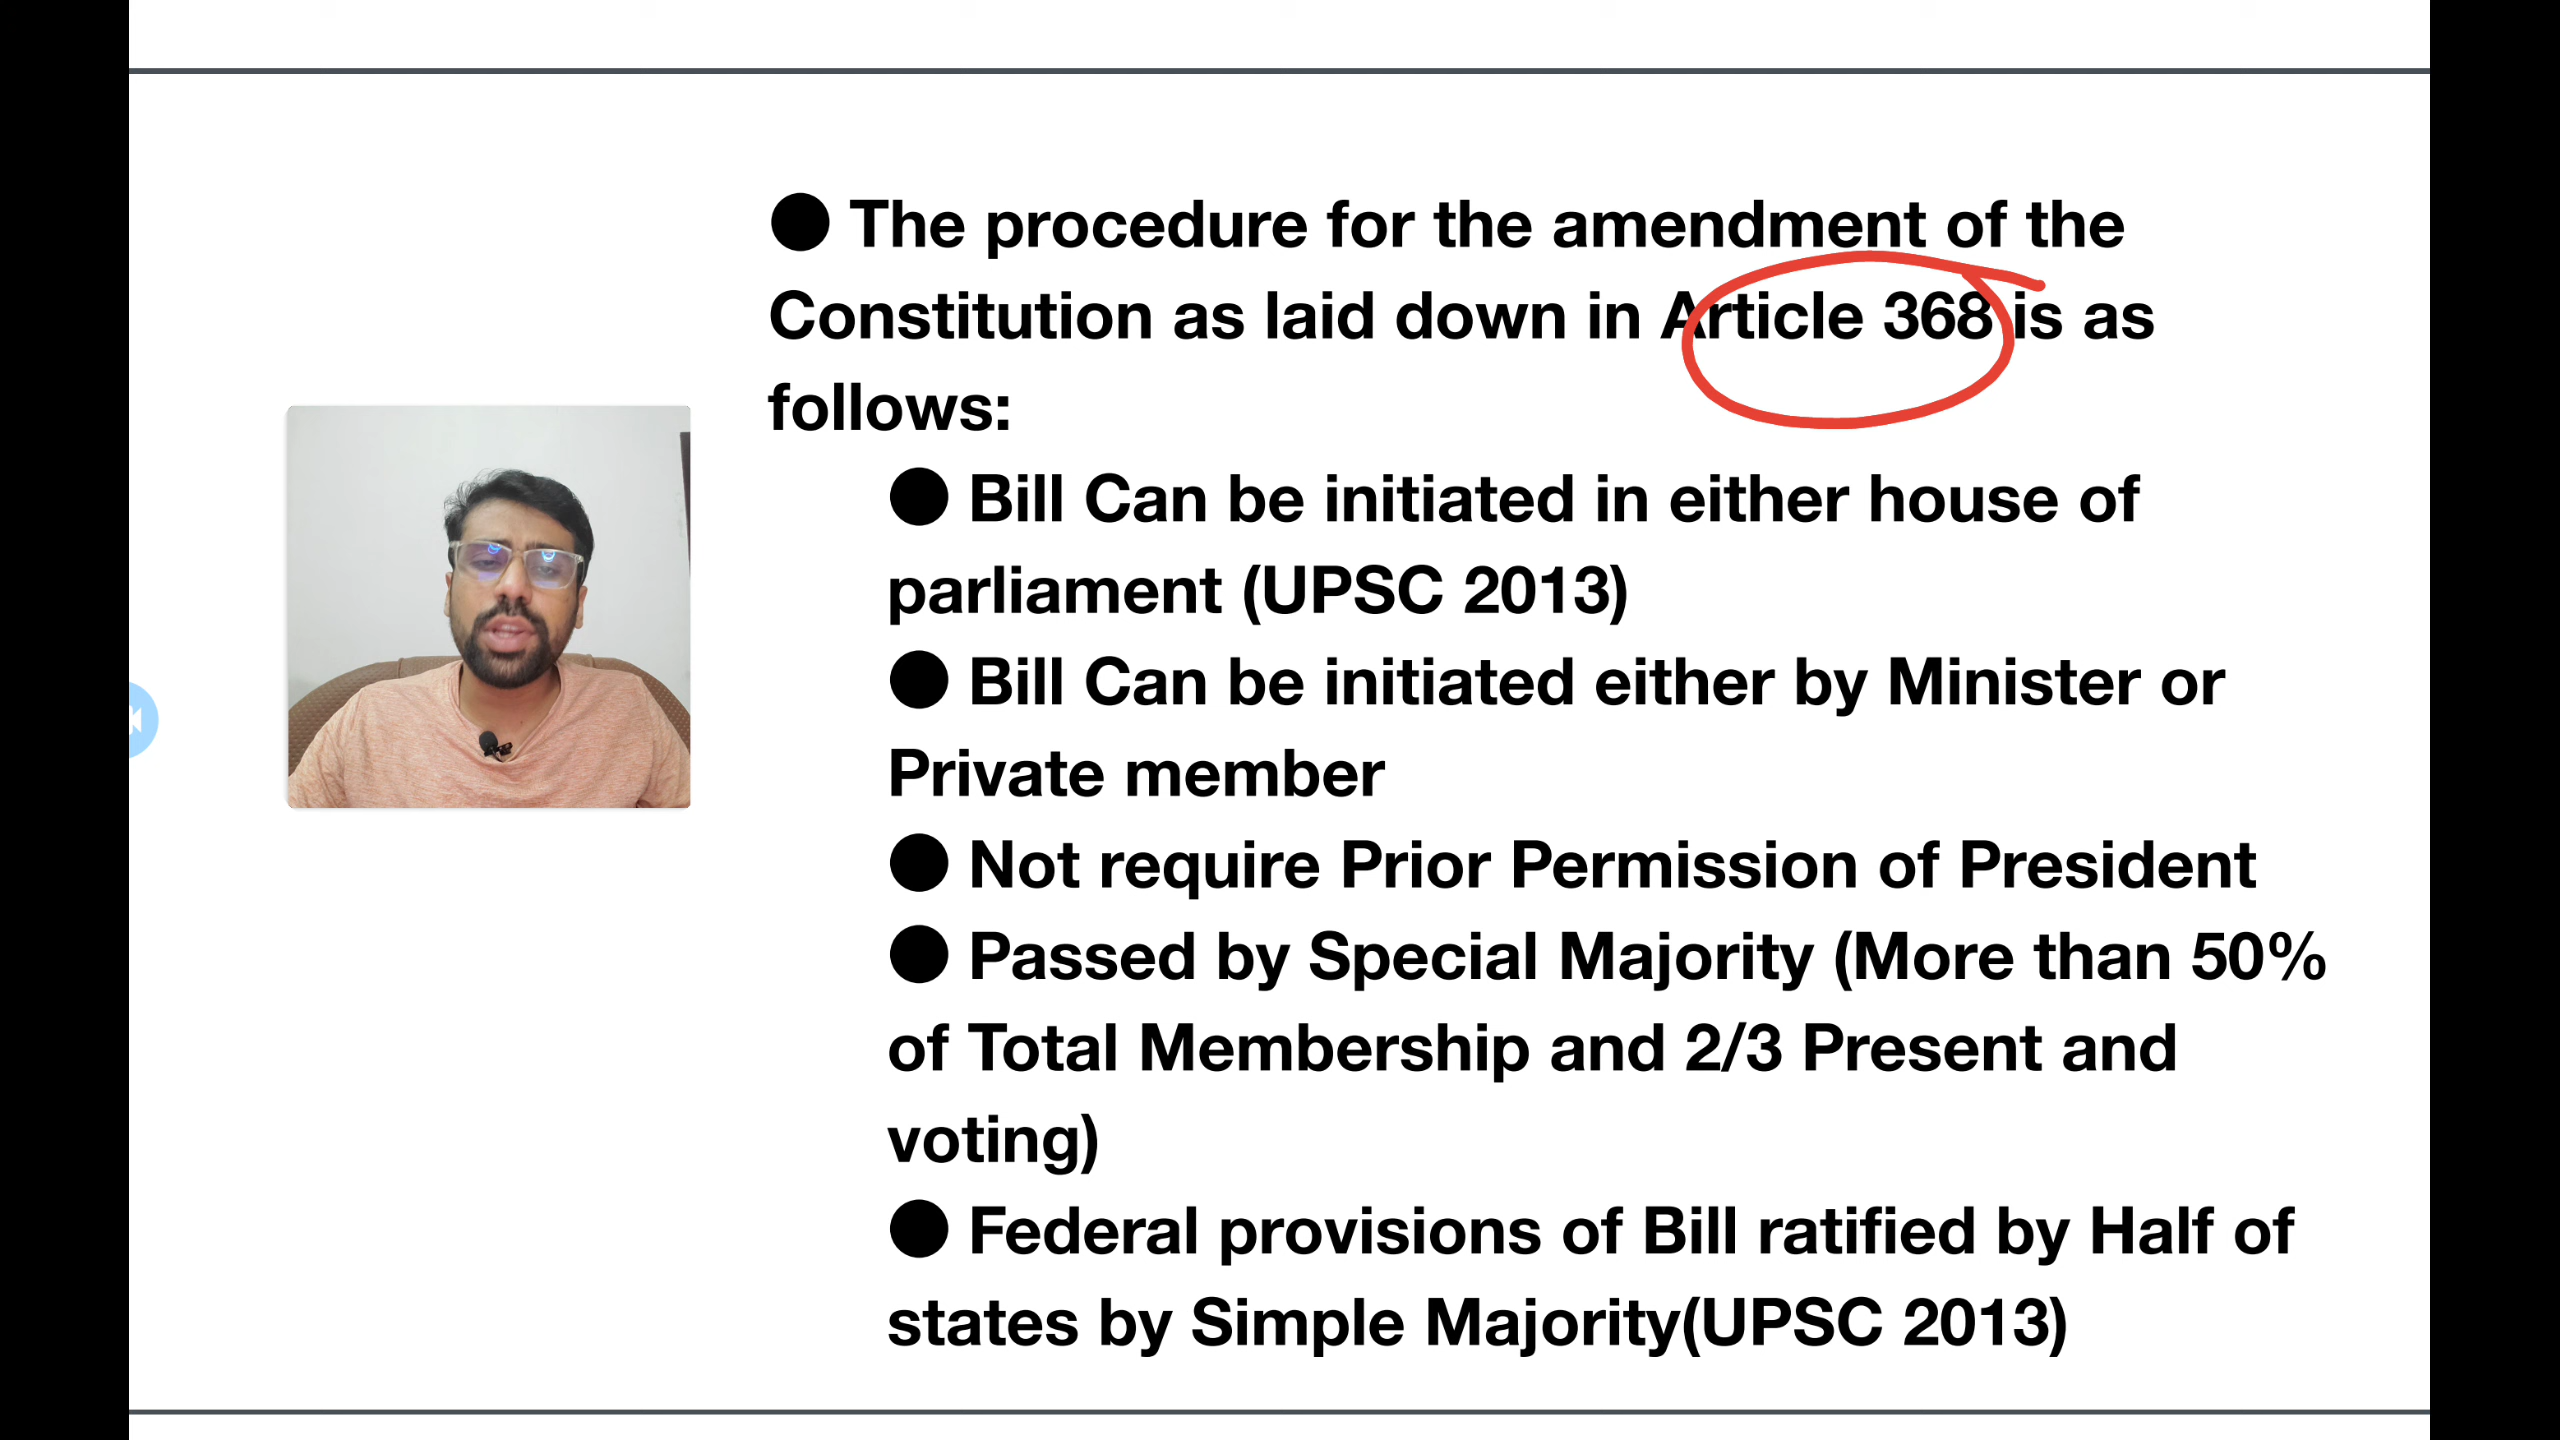 ● The procedure for the amendment of the
Constitution as laid down in Article 368 is as
follows:
● Bill Can be initiated in either house of
parliament (UPSC 2013)
● Bill Can be initiated either by Minister or
Private member
● Not require Prior Permission of President
● Passed by Special Majority (More than 50%
of Total Membership and 2/3 Present and
voting)
● Federal provisions of Bill ratified by Half of
states by Simple Majority(UPSC 2013)